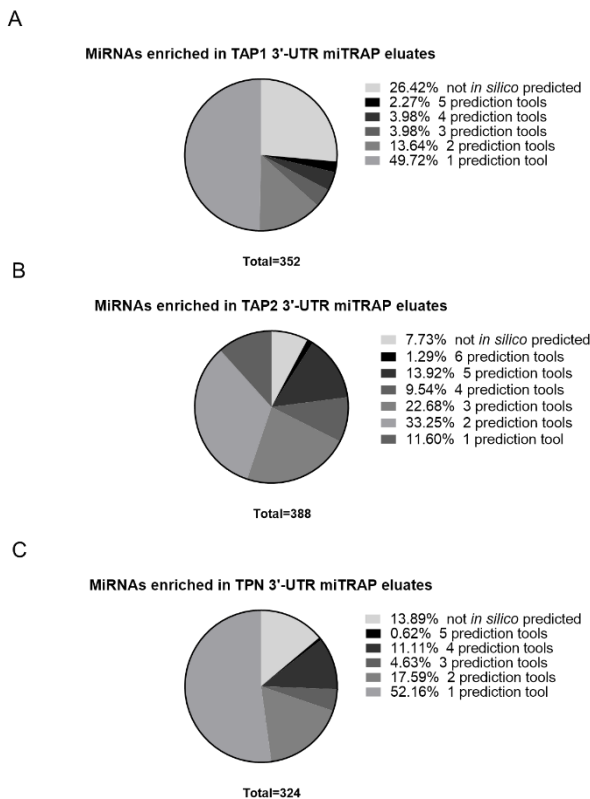 A
MiRNAs enriched in TAP1 3'-UTR miTRAP eluates
26.42% not in silico predicted
2.27% 5 prediction tools
3.98% 4 prediction tools
3.98% 3 prediction tools
13.64% 2 prediction tools
49.72% 1 prediction tool
Total=352
B
MiRNAs enriched in TAP2 3'-UTR miTRAP eluates
7.73% not in silico predicted
1.29% 6 prediction tools
13.92% 5 prediction tools
9.54% 4 prediction tools
22.68% 3 prediction tools
33.25% 2 prediction tools
11.60% 1 prediction tool
Total=388
C
MiRNAs enriched in TPN 3'-UTR miTRAP eluates
13.89% not in silico predicted
0.62% 5 prediction tools
11.11% 4 prediction tools
4.63% 3 prediction tools
17.59% 2 prediction tools
52.16% 1 prediction tool
Total=324